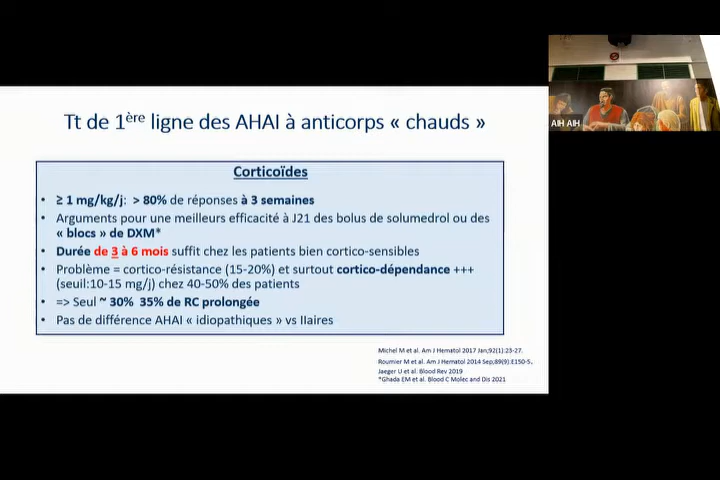 Tt de 1ère ligne des AHAI à anticorps « chauds »
Corticoïdes
• ≥ 1 mg/kg/j: > 80% de réponses à 3 semaines
• Arguments pour une meilleurs efficacité à J21 des bolus de solumedrol ou des
« blocs » de DXM*
• Durée de 3 à 6 mois suffit chez les patients bien cortico-sensibles
• Problème = cortico-résistance (15-20%) et surtout cortico-dépendance +++
(seuil:10-15 mg/j) chez 40-50% des patients
• => Seul ~ 30% 35% de RC prolongée
• Pas de différence AHAI « idiopathiques » vs IIaires
Michel M et al. Am J Hematol 2017 Jan;92(1):23-27.
Roumier M et al. Am J Hematol 2014 Sep;89(9):E150-5.
Jaeger U et al. Blood Rev 2019
*Ghada EM et al. Blood C Molec and Dis 2021
AIH AIH